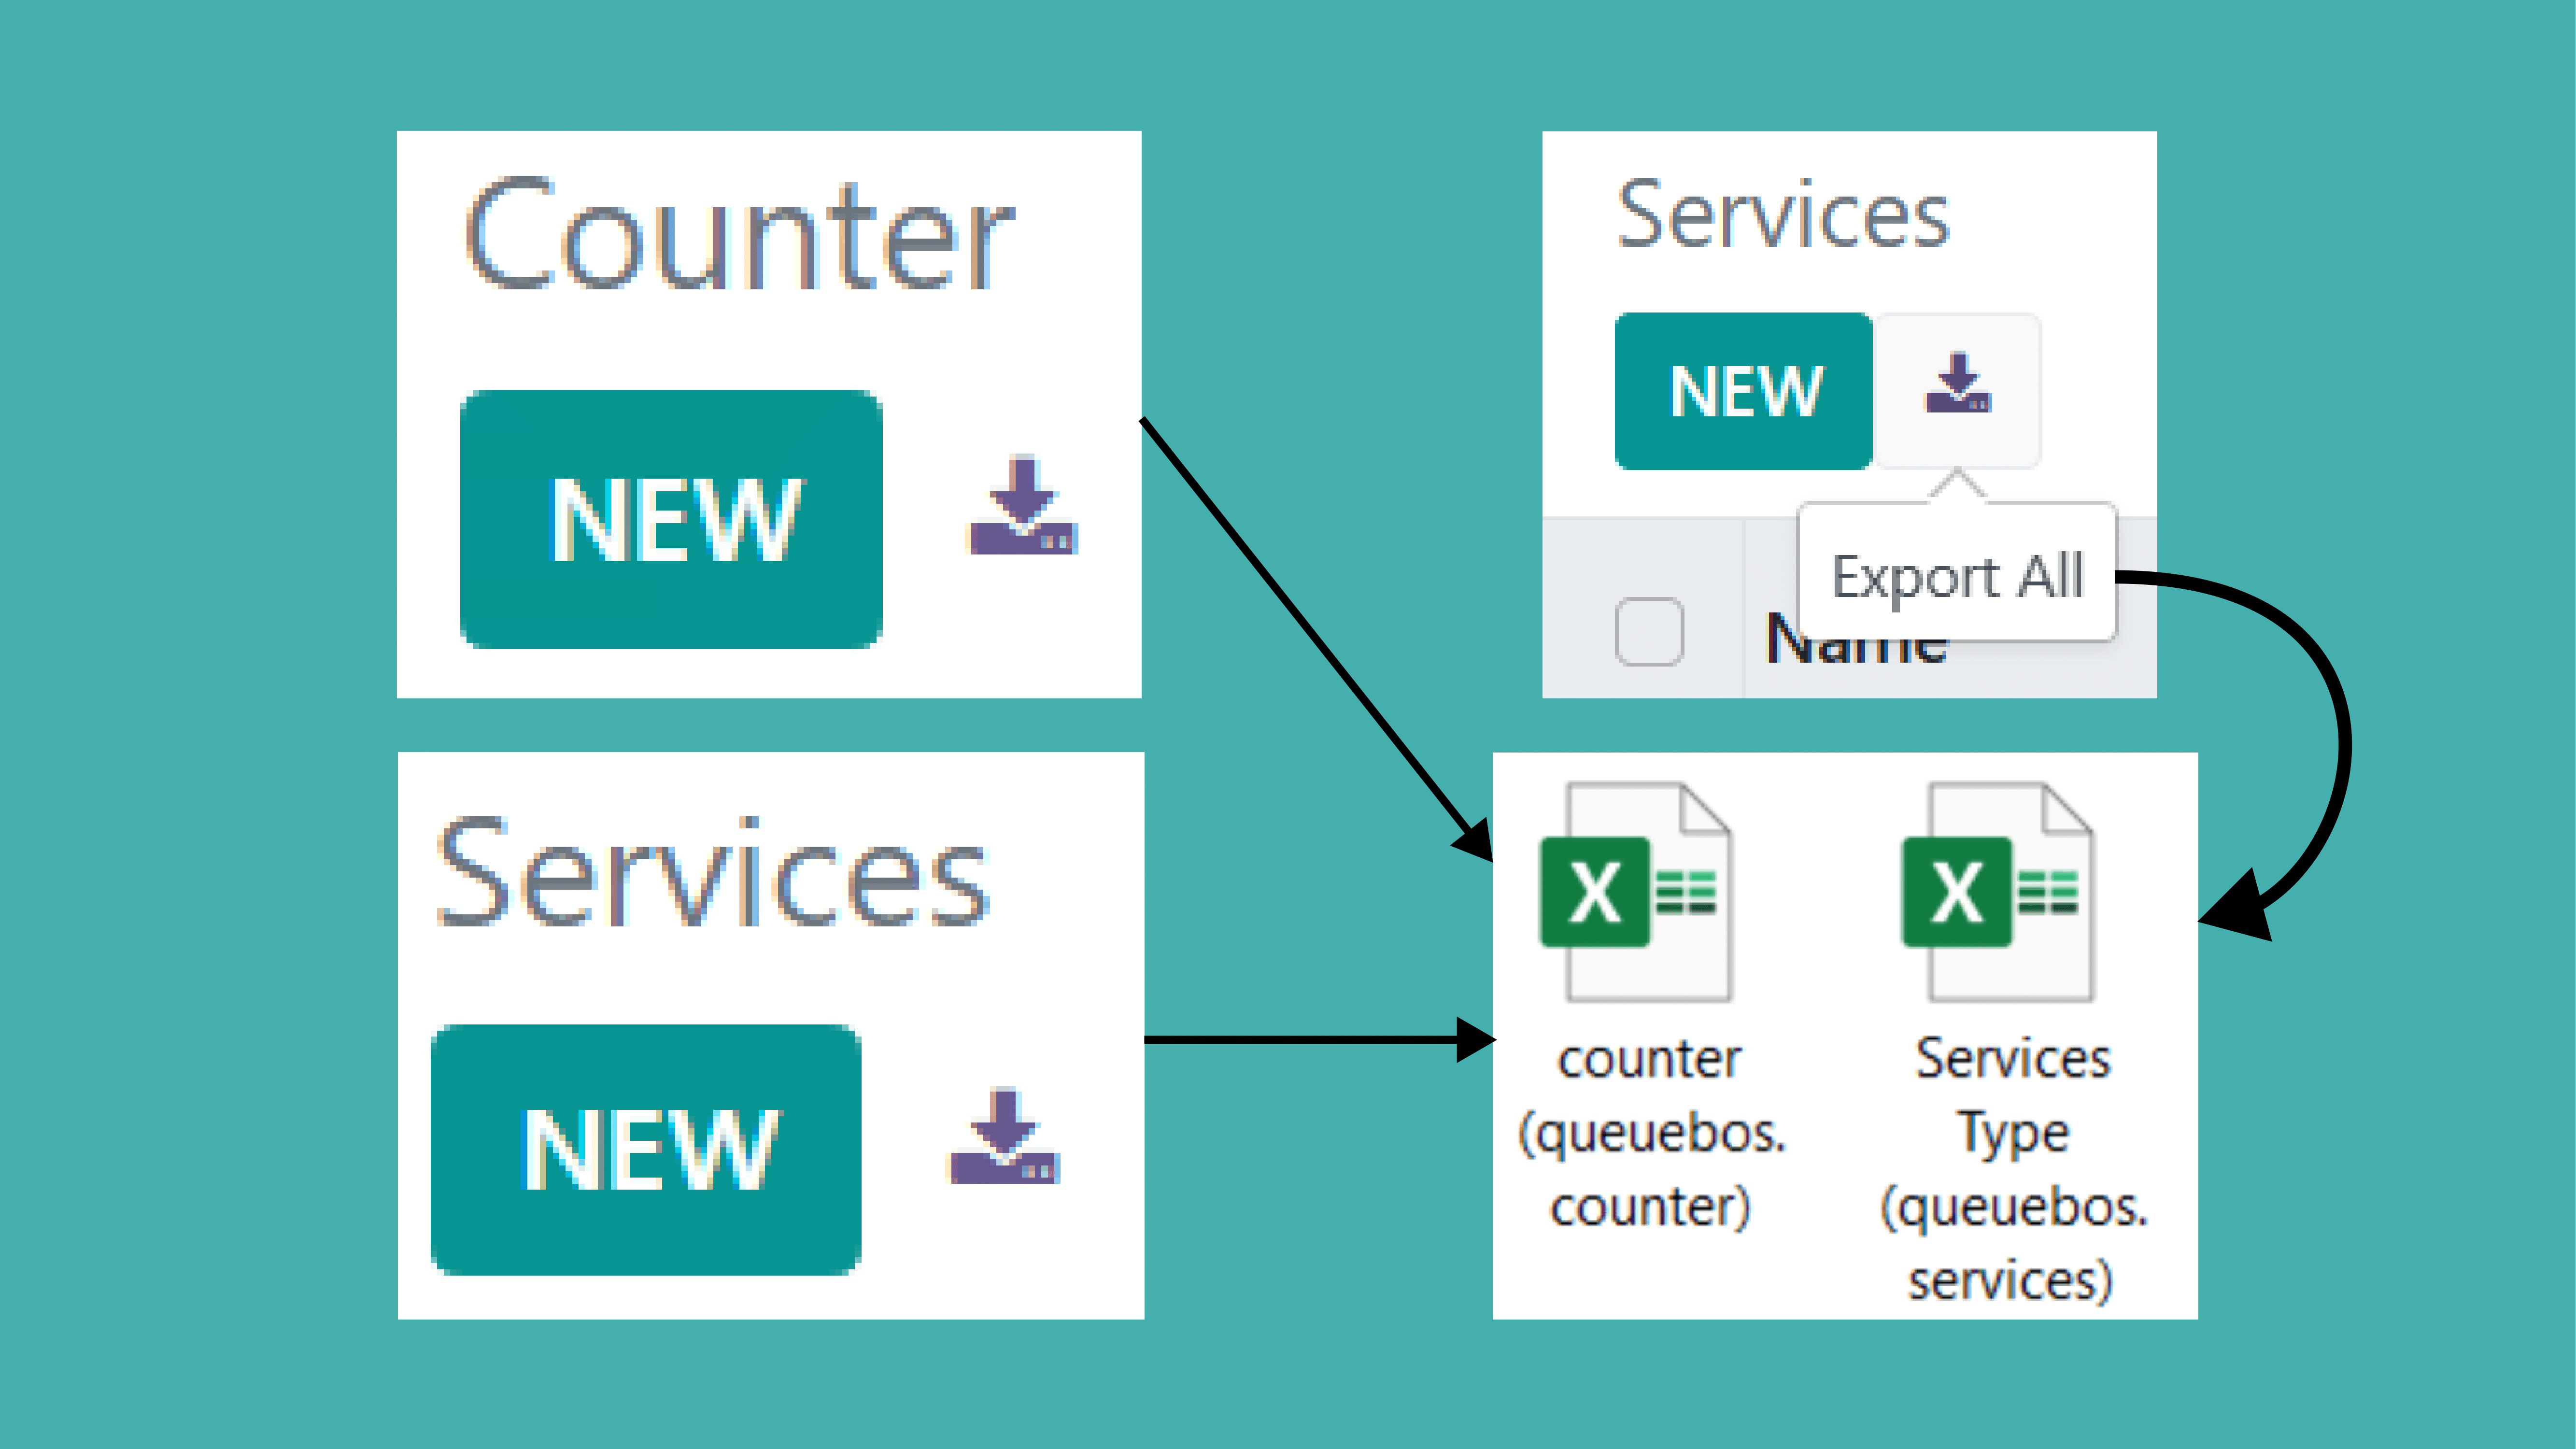 Counter
NEW
Services
NEW
Export All
Name
Services
NEW
X
X
counter
(queuebos.
counter)
Services
Type
(queuebos.
services)